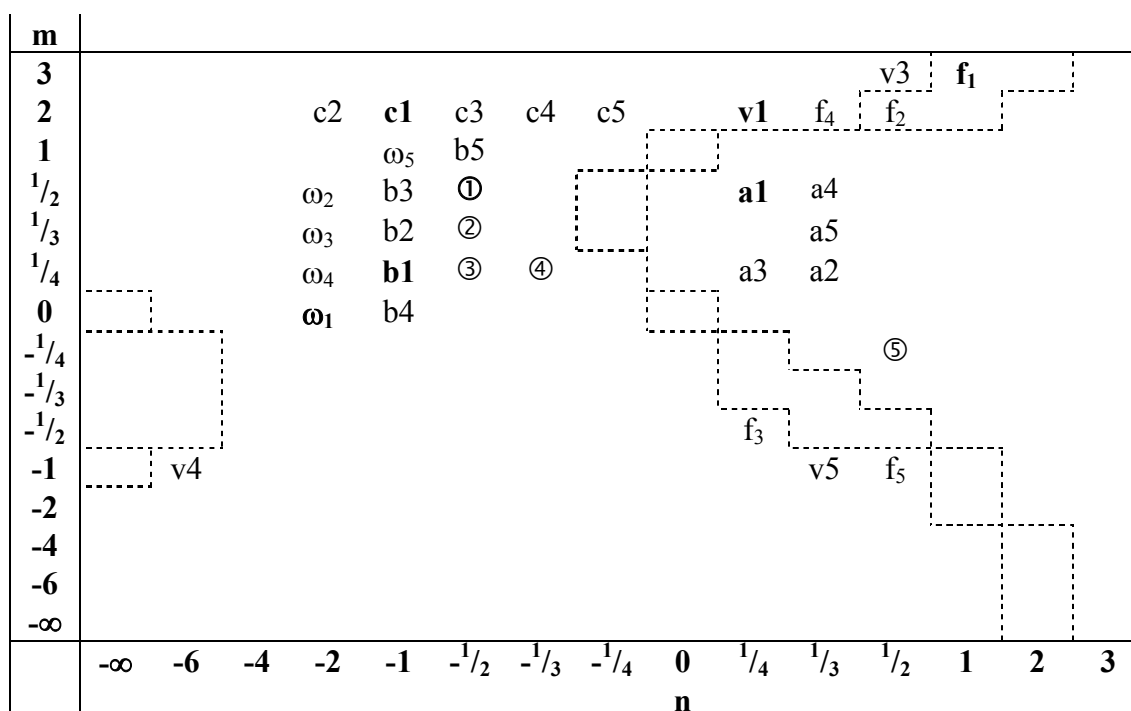 m
3 v3 f₁
2 c2 c1 c3 c4 c5 v1 f₄ f₂
1 ω₅ b5
¹/₂ ω₂ b3 ① a1 a4
¹/₃ ω₃ b2 ② a5
¹/₄ ω₄ b1 ③ ④ a3 a2
0 ω₁ b4
-¹/₄ ⑤
-¹/₃
-¹/₂ f₃
-1 v4 v5 f₅
-2
-4
-6
-∞
-∞ -6 -4 -2 -1 -¹/₂ -¹/₃ -¹/₄ 0 ¹/₄ ¹/₃ ¹/₂ 1 2 3
n